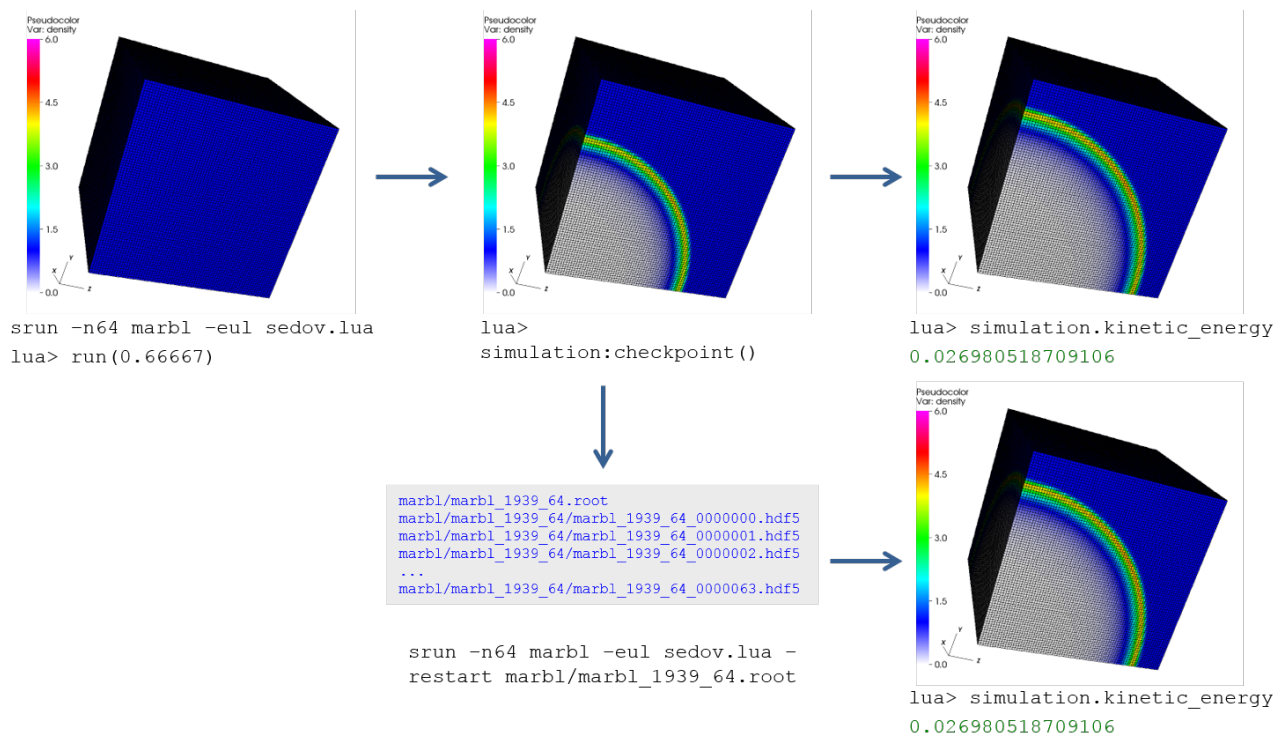 Pseudocolor
Var: density
6.0
4.5
3.0
1.5
0.0
X
Y
Z
srun -n64 marbl -eul sedov.lua
lua> run(0.66667)
Pseudocolor
Var: density
6.0
4.5
3.0
1.5
0.0
X
Y
Z
lua>
simulation:checkpoint()
Pseudocolor
Var: density
6.0
4.5
3.0
1.5
0.0
X
Y
Z
lua> simulation.kinetic_energy
0.026980518709106
marbl/marbl_1939_64.root
marbl/marbl_1939_64/marbl_1939_64_0000000.hdf5
marbl/marbl_1939_64/marbl_1939_64_0000001.hdf5
marbl/marbl_1939_64/marbl_1939_64_0000002.hdf5
...
marbl/marbl_1939_64/marbl_1939_64_0000063.hdf5
srun -n64 marbl -eul sedov.lua -
restart marbl/marbl_1939_64.root
Pseudocolor
Var: density
6.0
4.5
3.0
1.5
0.0
X
Y
Z
lua> simulation.kinetic_energy
0.026980518709106